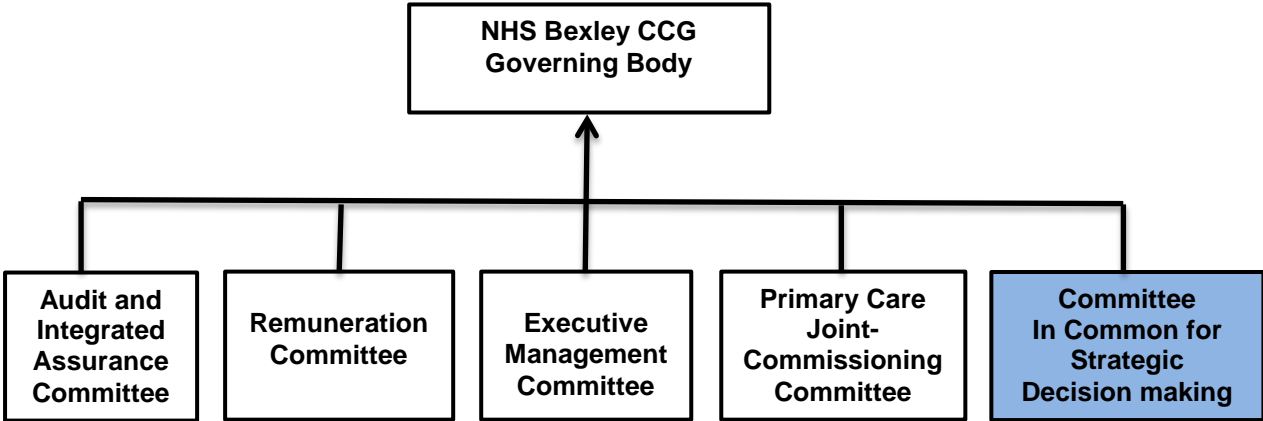 NHS Bexley CCG
Governing Body
Audit and
Integrated
Assurance
Committee
Remuneration
Committee
Executive
Management
Committee
Primary Care
Joint-
Commissioning
Committee
Committee
In Common for
Strategic
Decision making